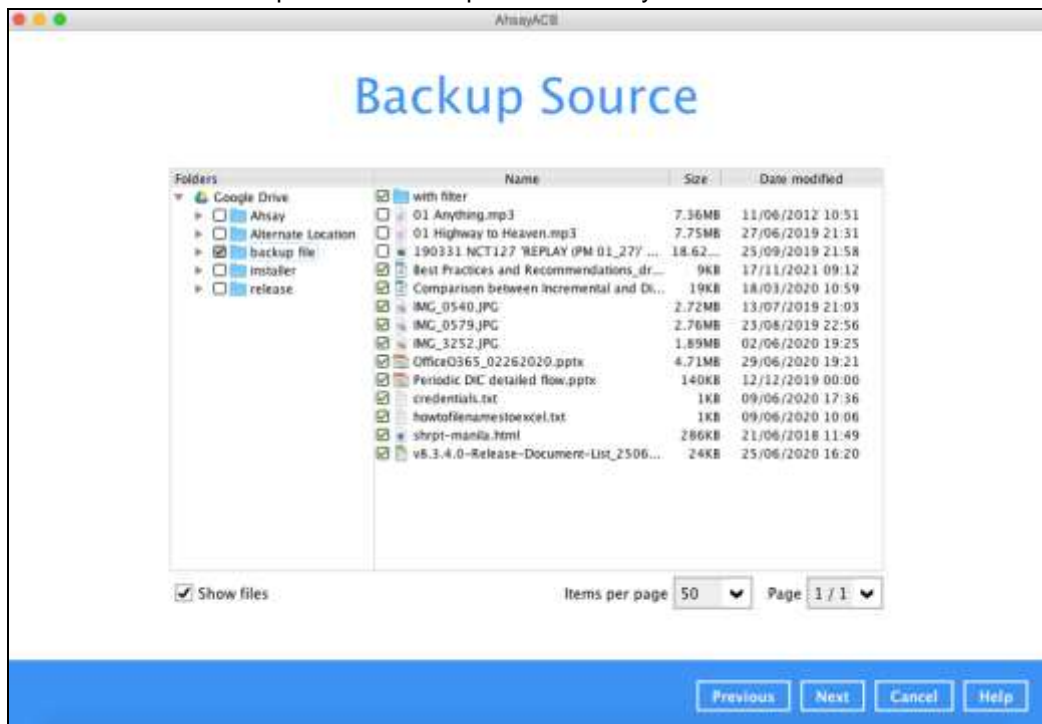 AhsayACB
Backup Source
Folders Name Size Date modified
Google Drive with filter
Ahsay 01 Anything.mp3 7.36MB 11/06/2012 10:51
Alternate Location 01 Highway to Heaven.mp3 7.75MB 27/06/2019 21:31
backup file 190331 NCT127 'REPLAY (PM 01_27)' ... 18.62... 25/09/2019 21:58
installer Best Practices and Recommendations_dr... 9KB 17/11/2021 09:12
release Comparison between Incremental and Di... 19KB 18/03/2020 10:59
IMG_0540.JPG 2.72MB 13/07/2019 21:03
IMG_0579.JPG 2.76MB 23/08/2019 22:56
IMG_3252.JPG 1.89MB 02/06/2020 19:25
OfficeO365_02262020.pptx 4.71MB 29/06/2020 19:21
Periodic DIC detailed flow.pptx 140KB 12/12/2019 00:00
credentials.txt 1KB 09/06/2020 17:36
howtofilenamestoexcel.txt 1KB 09/06/2020 10:06
shrpt-manila.html 286KB 21/06/2018 11:49
v8.3.4.0-Release-Document-List_2506... 24KB 25/06/2020 16:20
Show files Items per page 50 Page 1 / 1
Previous Next Cancel Help